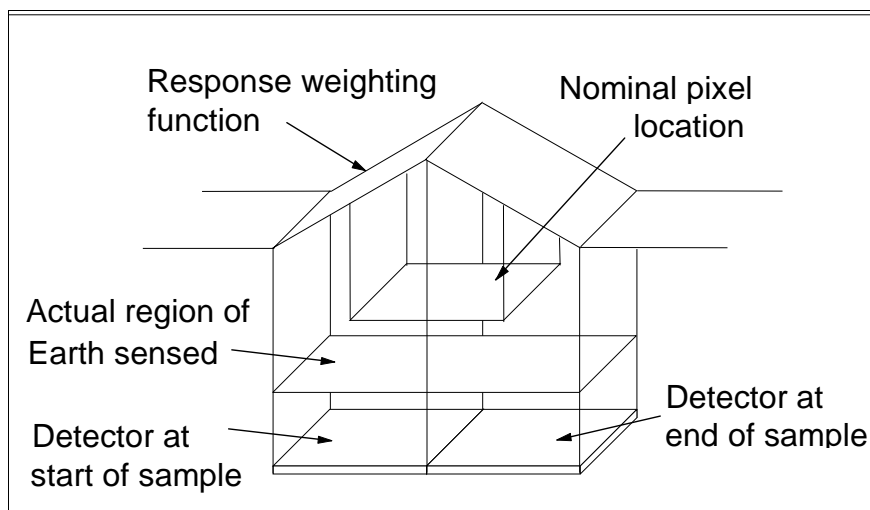 Response weighting
function
Nominal pixel
location
Actual region of
Earth sensed
Detector at
start of sample
Detector at
end of sample